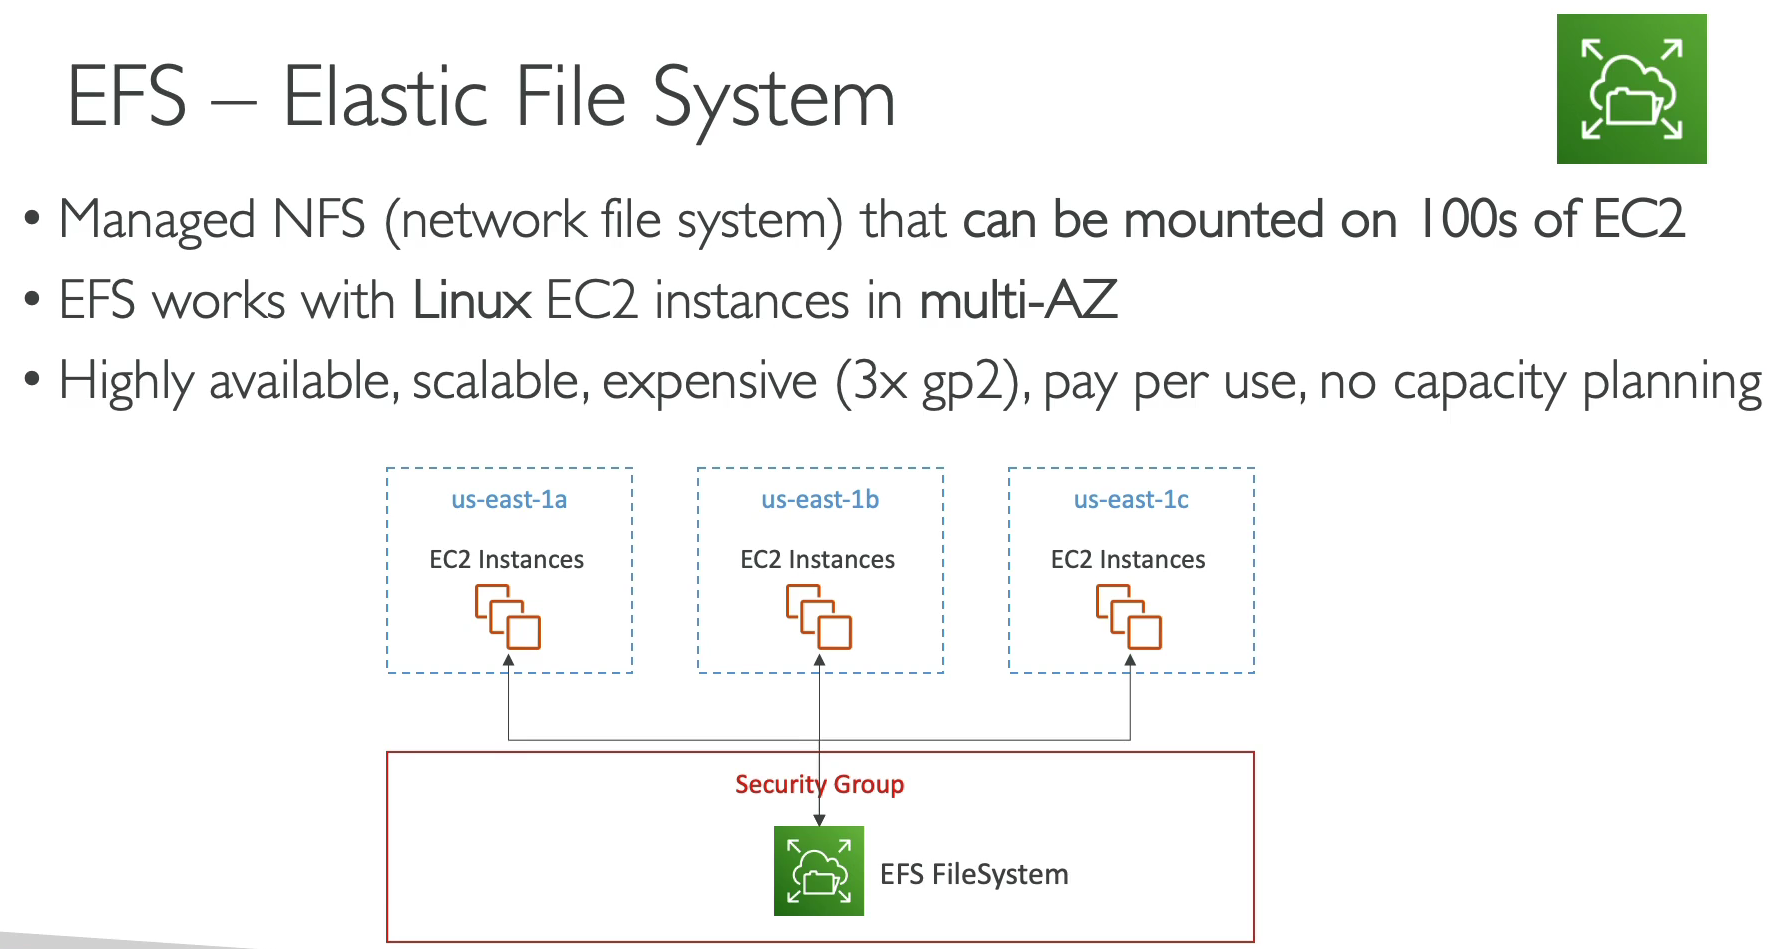 EFS – Elastic File System
• Managed NFS (network file system) that can be mounted on 100s of EC2
• EFS works with Linux EC2 instances in multi-AZ
• Highly available, scalable, expensive (3x gp2), pay per use, no capacity planning
us-east-1a
EC2 Instances
us-east-1b
EC2 Instances
us-east-1c
EC2 Instances
Security Group
EFS FileSystem